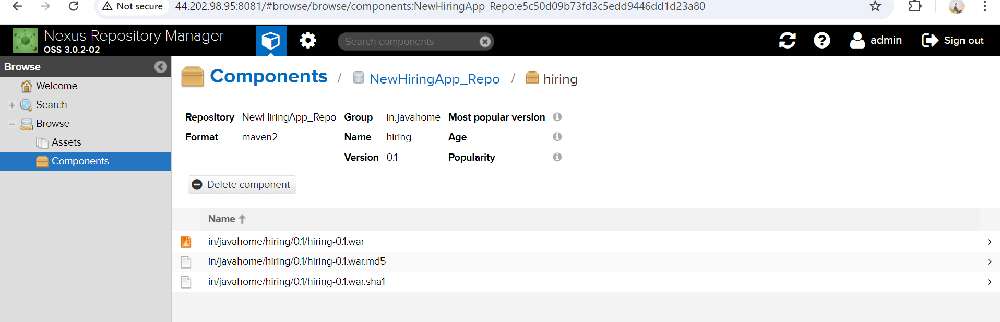 Not secure 44.202.98.95:8081/#browse/browse/components:NewHiringApp_Repo:e5c50d09b73fd3c5edd9446dd1d23a80
Nexus Repository Manager
OSS 3.0.2-02
Search components
admin
Sign out
Browse
Welcome
Search
Browse
Assets
Components
Components / NewHiringApp_Repo / hiring
Repository NewHiringApp_Repo Group in.javahome Most popular version
Format maven2 Name hiring Age
Version 0.1 Popularity
Delete component
Name
in/javahome/hiring/0.1/hiring-0.1.war
in/javahome/hiring/0.1/hiring-0.1.war.md5
in/javahome/hiring/0.1/hiring-0.1.war.sha1